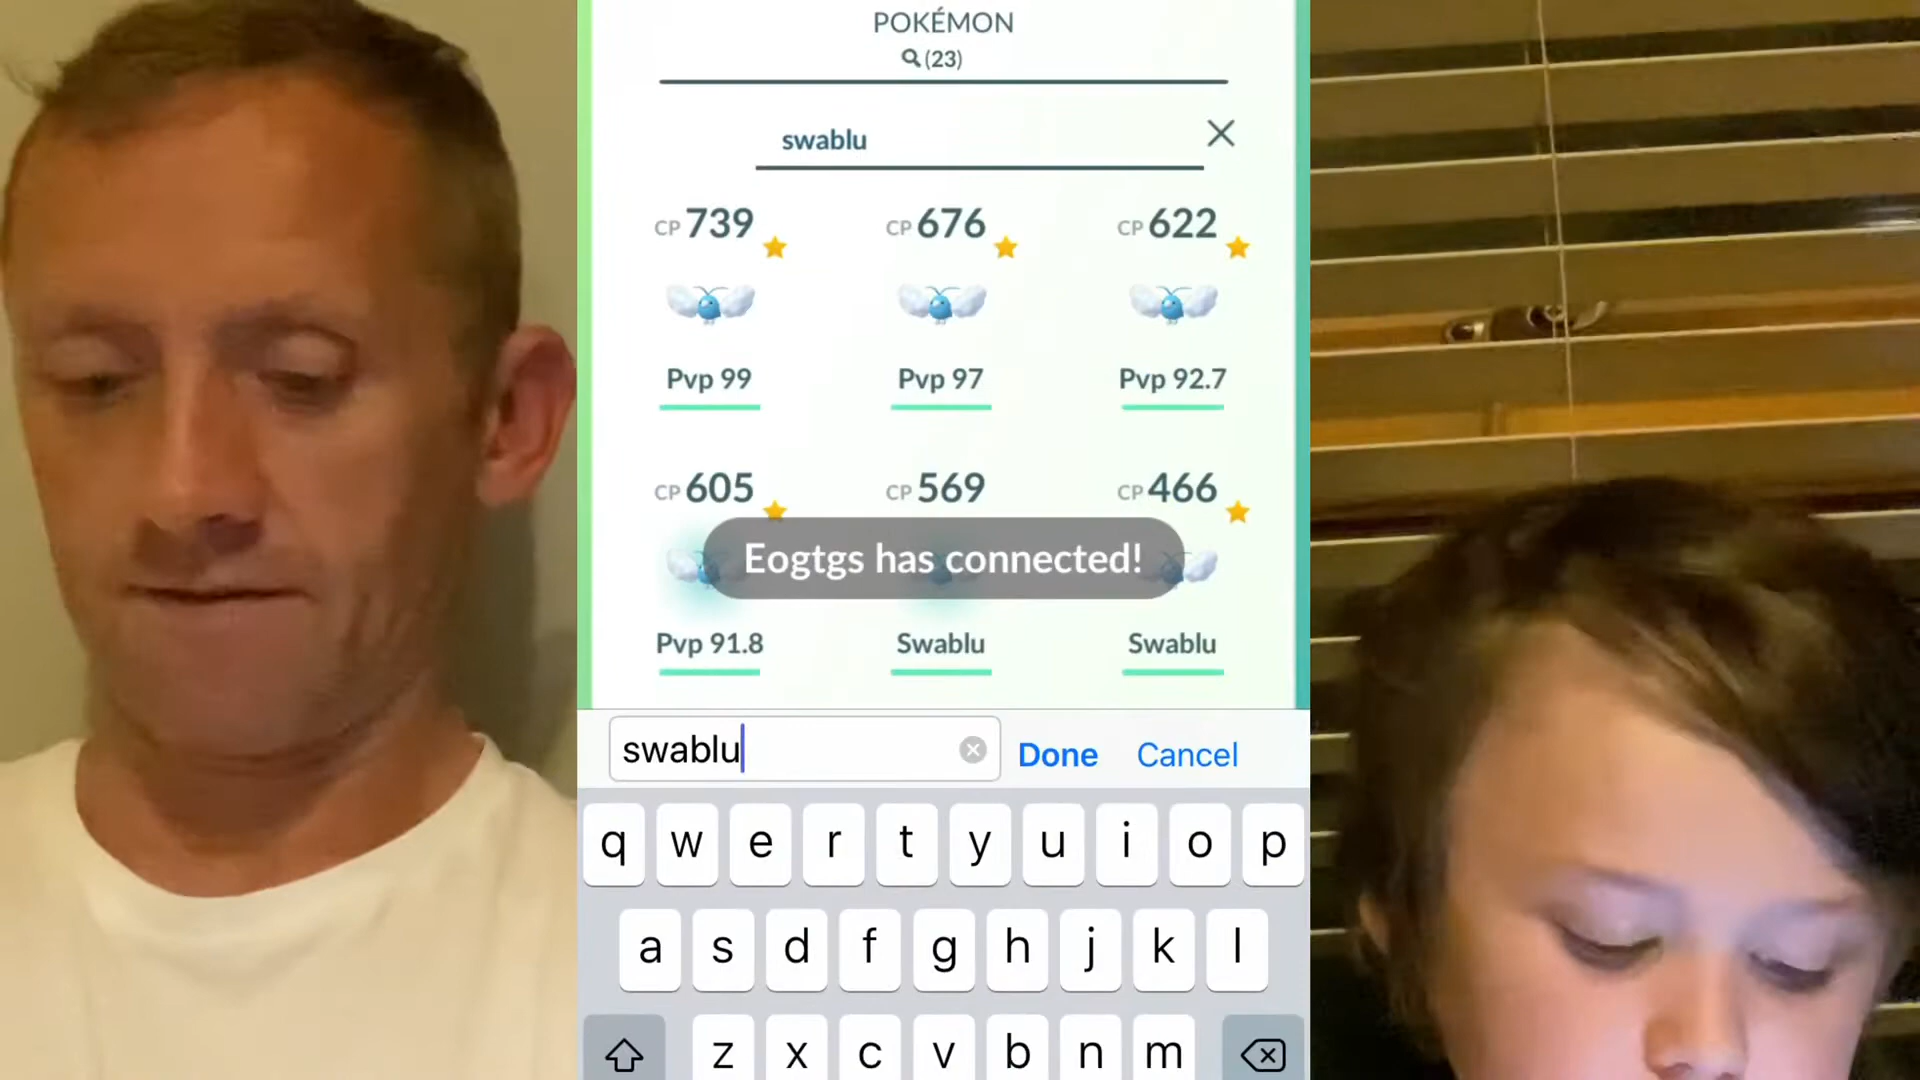 POKÉMON
(23)
swablu
CP 739 CP 676 CP 622
Pvp 99 Pvp 97 Pvp 92.7
CP 605 CP 569 CP 466
Eogtgs has connected!
Pvp 91.8 Swablu Swablu
swablu Done Cancel
q w e r t y u i o p
a s d f g h j k l
z x c v b n m